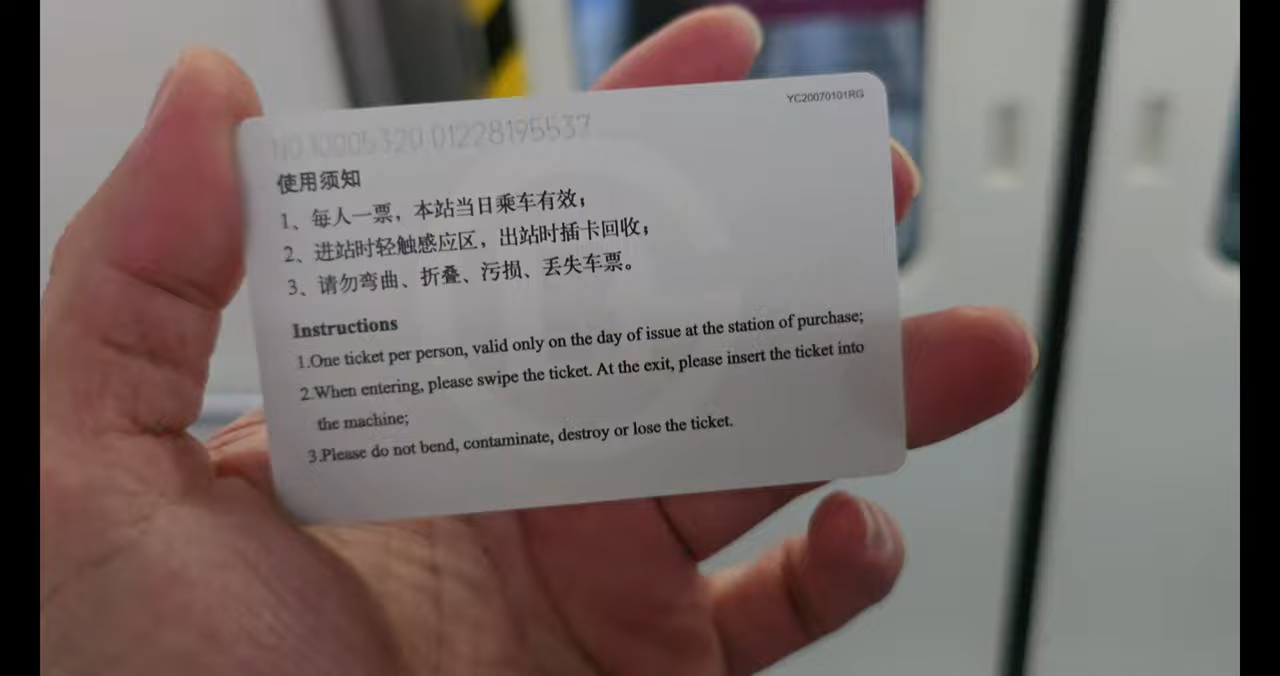 YC20070101RG
NO.10905320 01228195537
使用须知
1、每人一票，本站当日乘车有效；
2、进站时轻触感应区，出站时插卡回收；
3、请勿弯曲、折叠、污损、丢失车票。
Instructions
1.One ticket per person, valid only on the day of issue at the station of purchase;
2.When entering, please swipe the ticket. At the exit, please insert the ticket into
the machine;
3.Please do not bend, contaminate, destroy or lose the ticket.